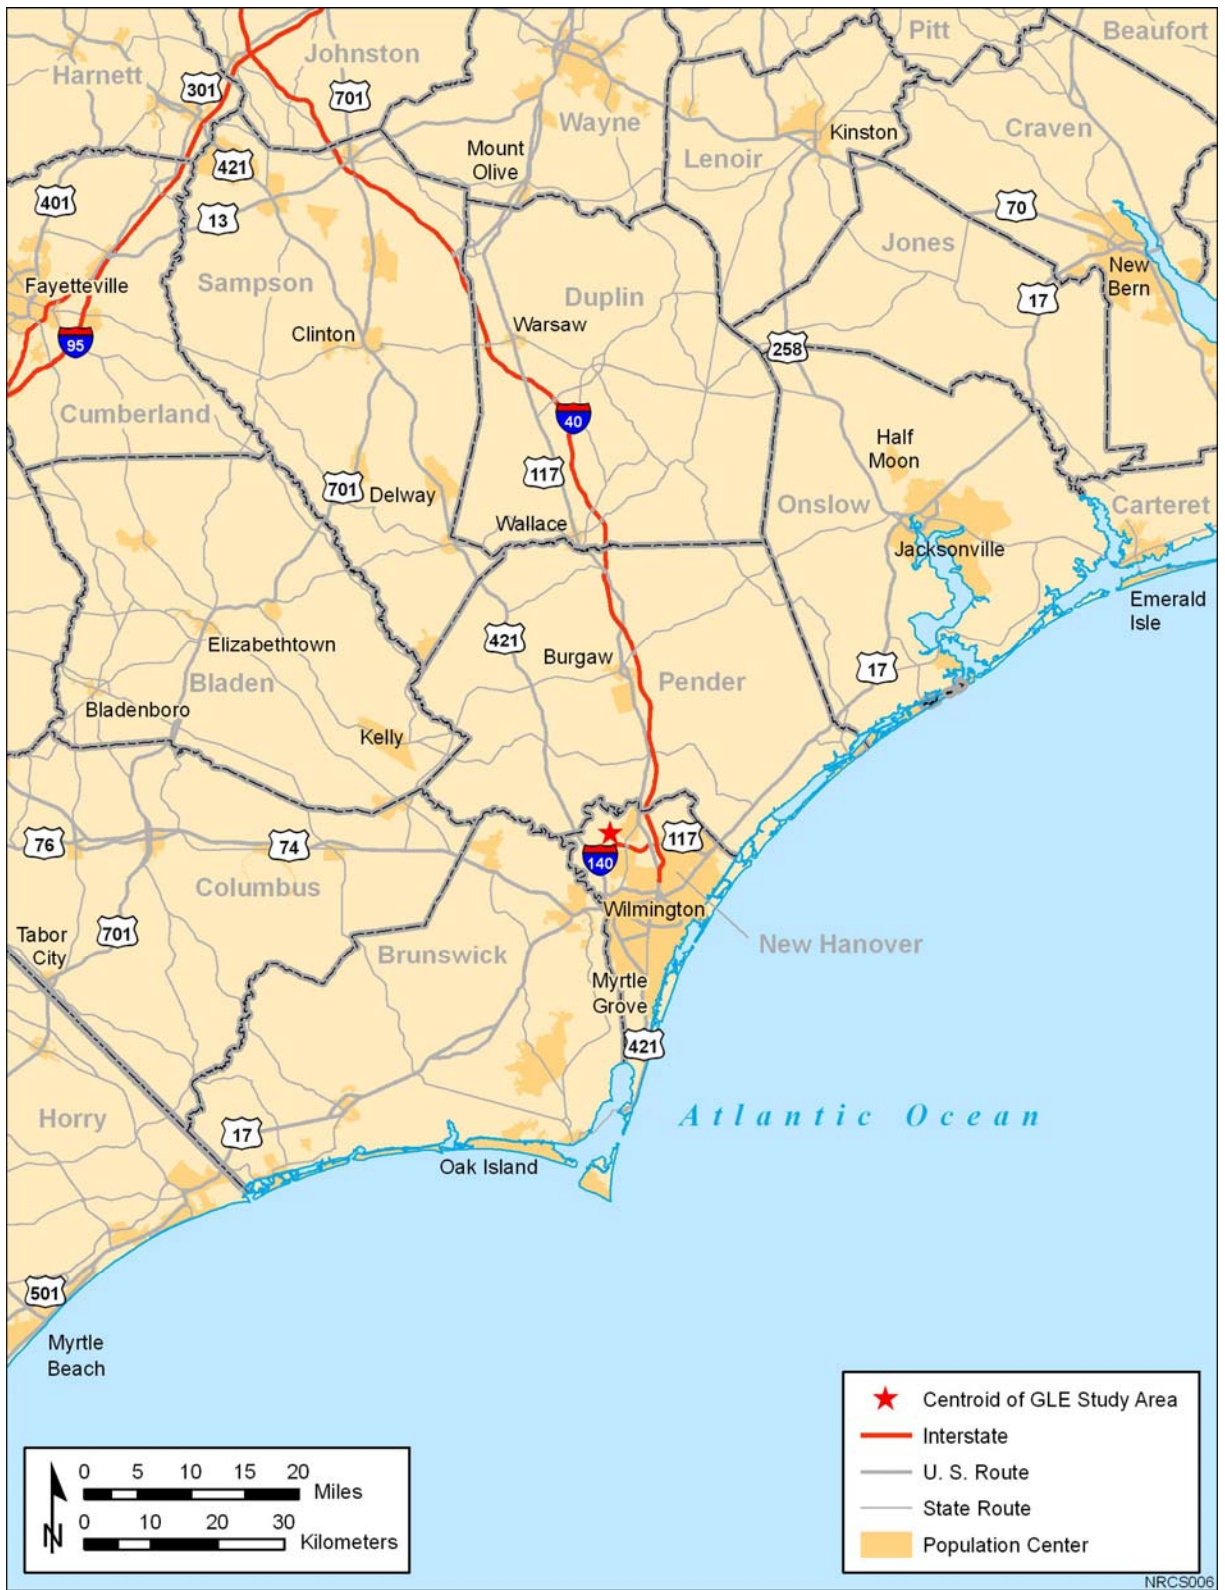 Pitt
Beaufort
Johnston
Harnett
301
701
Wayne
Craven
Kinston
Mount
Olive
Lenoir
421
401
13
70
Jones
Sampson
Fayetteville
New
Bern
Duplin
17
Warsaw
Clinton
95
258
Cumberland
40
Half
Moon
117
701
Delway
Onslow
Carteret
Wallace
Jacksonville
Emerald
Isle
421
Elizabethtown
Burgaw
17
Bladen
Pender
Bladenboro
Kelly
76
74
117
140
Columbus
Wilmington
701
Tabor
City
New Hanover
Brunswick
Myrtle
Grove
421
Horry
Atlantic Ocean
17
Oak Island
501
Myrtle
Beach
Centroid of GLE Study Area
Interstate
U. S. Route
State Route
Population Center
0 5 10 15 20
Miles
0 10 20 30
Kilometers
N
NRCS006